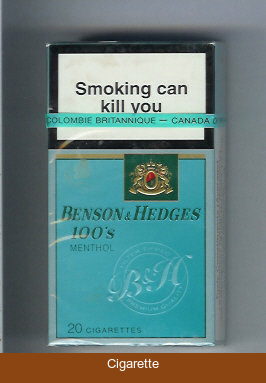 Smoking can
kill you
COLOMBIE BRITANNIQUE — CANADA
BENSON & HEDGES
100's
MENTHOL
B&H
20 CIGARETTES
Cigarette